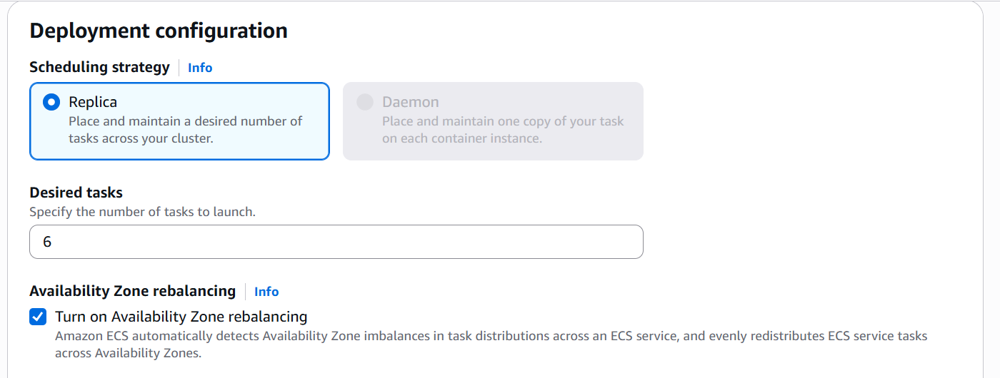 Deployment configuration
Scheduling strategy Info
Replica
Place and maintain a desired number of
tasks across your cluster.
Daemon
Place and maintain one copy of your task
on each container instance.
Desired tasks
Specify the number of tasks to launch.
6
Availability Zone rebalancing Info
Turn on Availability Zone rebalancing
Amazon ECS automatically detects Availability Zone imbalances in task distributions across an ECS service, and evenly redistributes ECS service tasks
across Availability Zones.